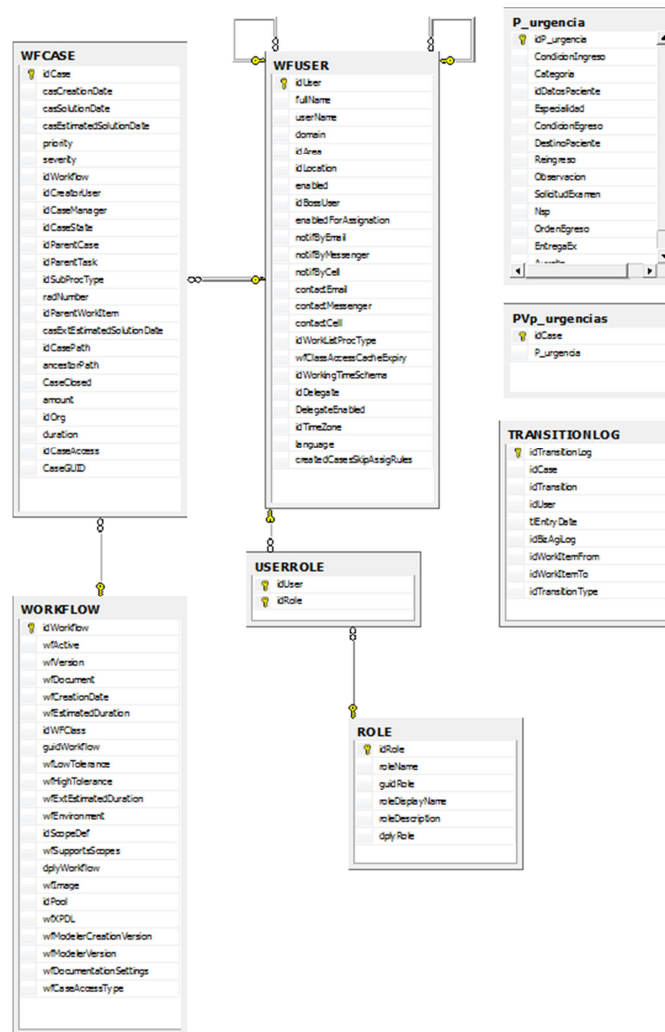 WFCASE
idCase
casCreationDate
casSolutionDate
casEstimatedSolutionDate
priority
severity
idWorkflow
idCreatorUser
idCaseManager
idCaseState
idParentCase
idParentTask
idSubProcType
radNumber
idParentWorkItem
casExtEstimatedSolutionDate
idCasePath
ancestorPath
CaseClosed
amount
idOrg
duration
idCaseAccess
CaseGUID
WFUSER
idUser
fullName
userName
domain
idArea
idLocation
enabled
idBossUser
enabledForAssignation
notifByEmail
notifByMessenger
notifByCell
contactEmail
contactMessenger
contactCell
idWorkListProcType
wfClassAccessCacheExpiry
idWorkingTimeSchema
idDelegate
DelegateEnabled
idTimeZone
language
createdCasesSkipAssigRules
P_urgencia
idP_urgencia
CondicionIngreso
Categoria
idDatosPaciente
Especialidad
CondicionEgreso
DestinoPaciente
Reingreso
Observacion
SolicitudExamen
Nsp
OrdenEgreso
EntregaEx
PVp_urgencias
idCase
P_urgencia
TRANSITIONLOG
idTransitionLog
idCase
idTransition
idUser
tlEntryDate
idBizAgiLog
idWorkItemFrom
idWorkItemTo
idTransitionType
USERROLE
idUser
idRole
WORKFLOW
idWorkflow
wfActive
wfVersion
wfDocument
wfCreationDate
wfEstimatedDuration
idWFClass
guidWorkflow
wfLowTolerance
wfHighTolerance
wfExtEstimatedDuration
wfEnvironment
idScopeDef
wfSupportsScopes
dplyWorkflow
wfImage
idPool
wfXPDL
wfModelerCreationVersion
wfModelerVersion
wfDocumentationSettings
wfCaseAccessType
ROLE
idRole
roleName
guidRole
roleDisplayName
roleDescription
dplyRole